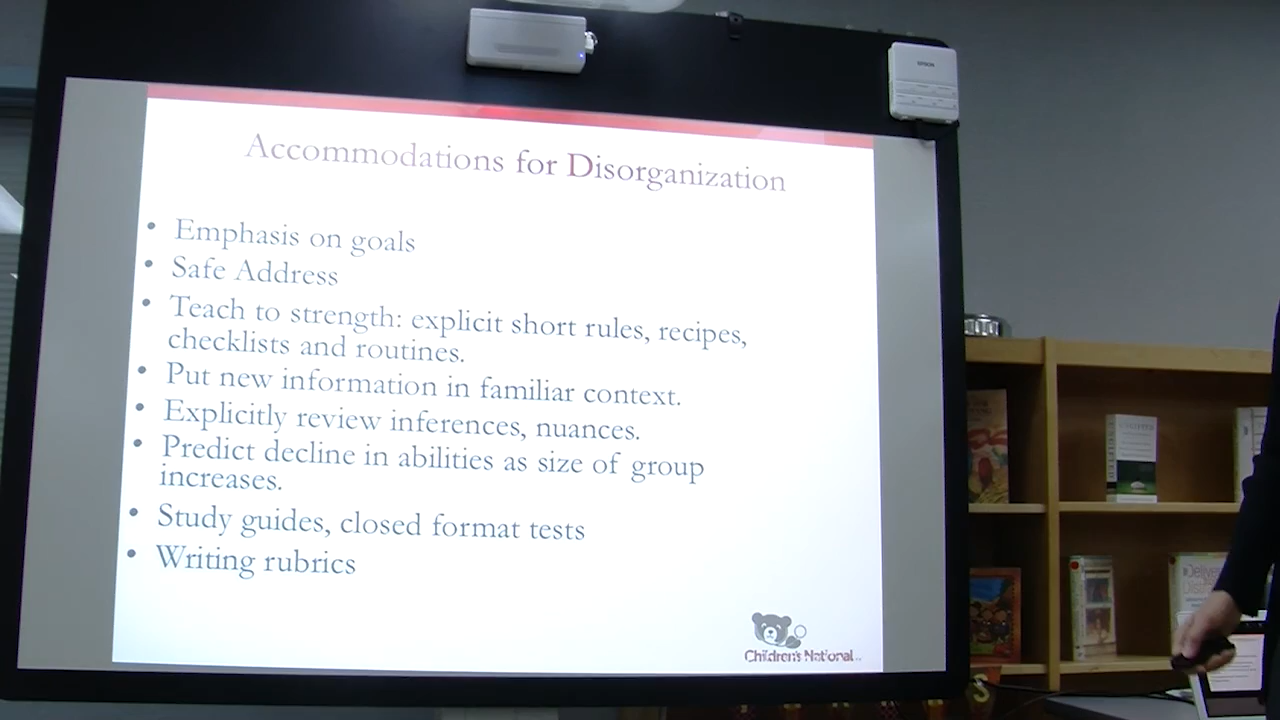 EPSON
Accommodations for Disorganization
• Emphasis on goals
• Safe Address
• Teach to strength: explicit short rules, recipes,
checklists and routines.
• Put new information in familiar context.
• Explicitly review inferences, nuances.
• Predict decline in abilities as size of group
increases.
• Study guides, closed format tests
• Writing rubrics
Children's National